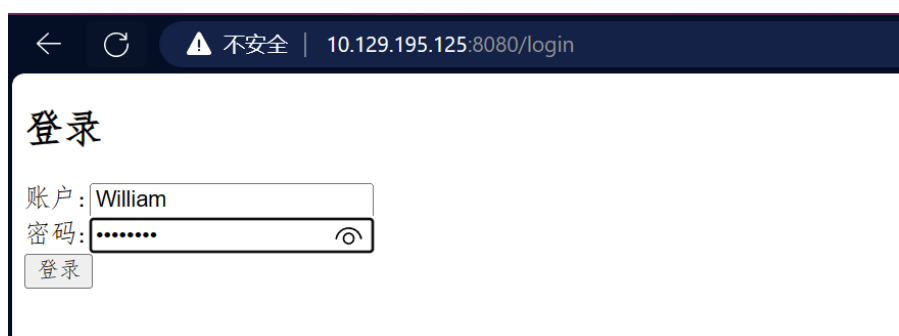 不安全 | 10.129.195.125:8080/login
登录
账户: William
密码: ••••••••
登录